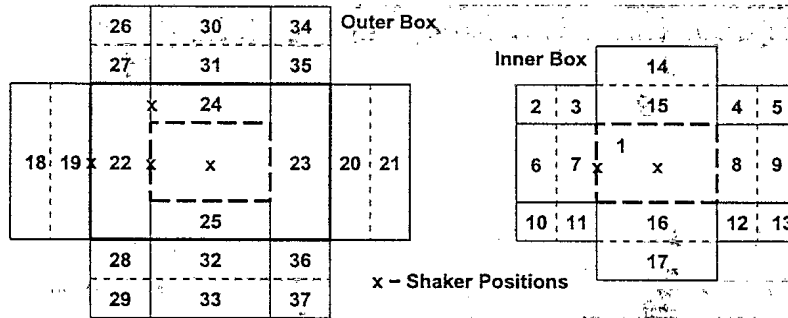 26 30 34 Outer Box
27 31 35
Inner Box
14
24
2 3 15 4 5
1
18 19 x 22 x x 23 20 21
x
6 7 x x 8 9
25
10 11 16 12 13
28 32 36
17
x – Shaker Positions
29 33 37